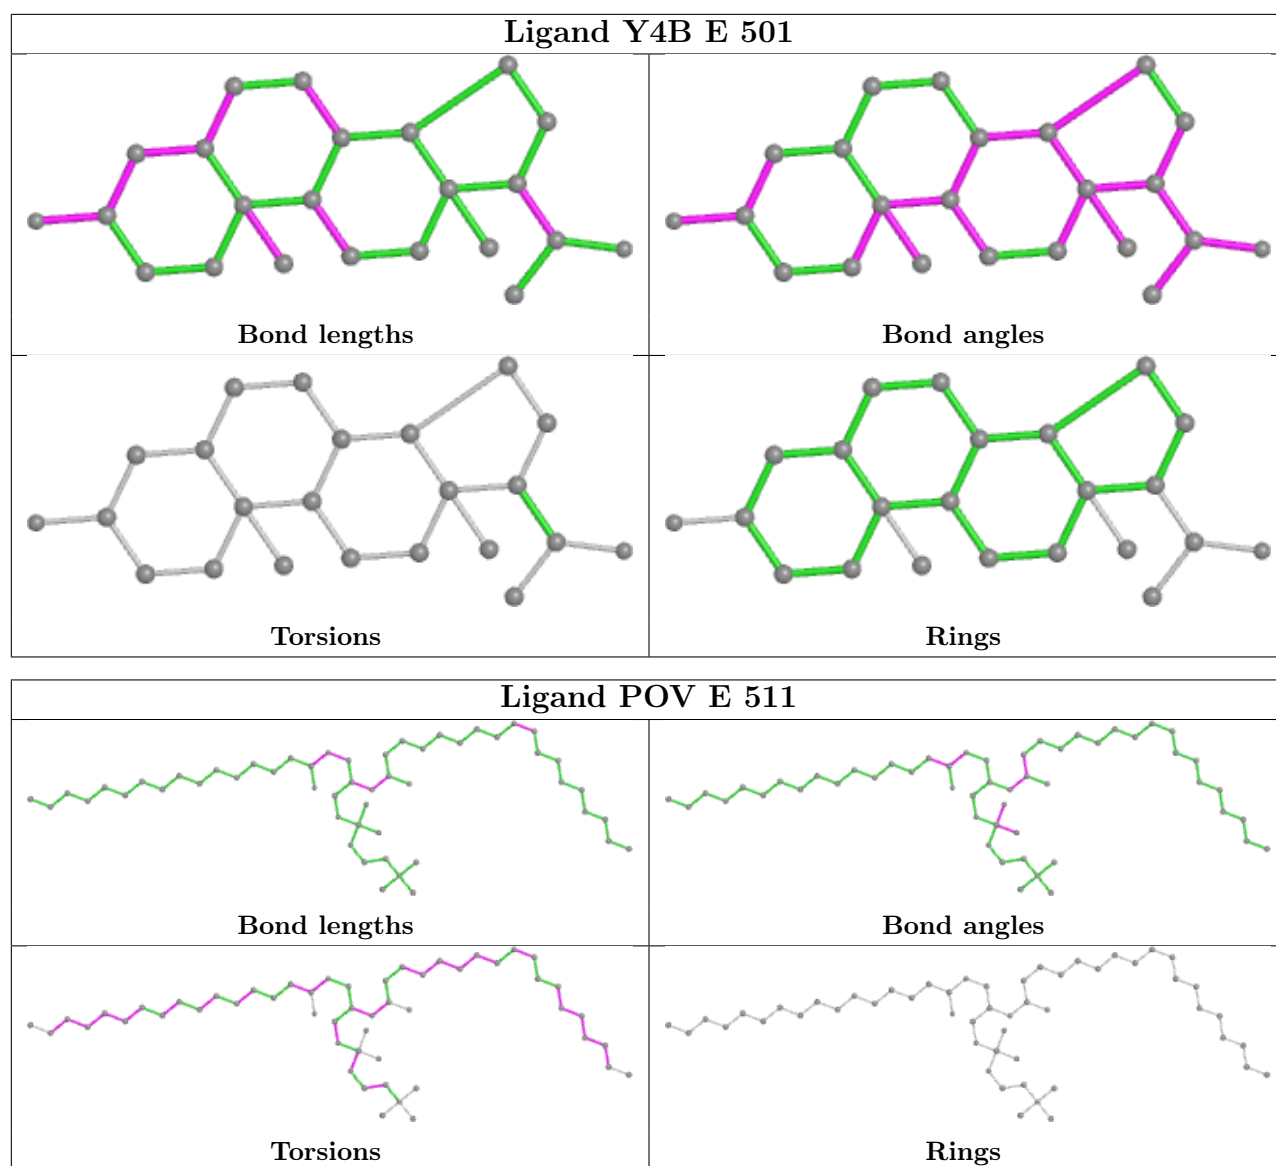 Ligand Y4B E 501
Bond lengths
Bond angles
Torsions
Rings
Ligand POV E 511
Bond lengths
Bond angles
Torsions
Rings